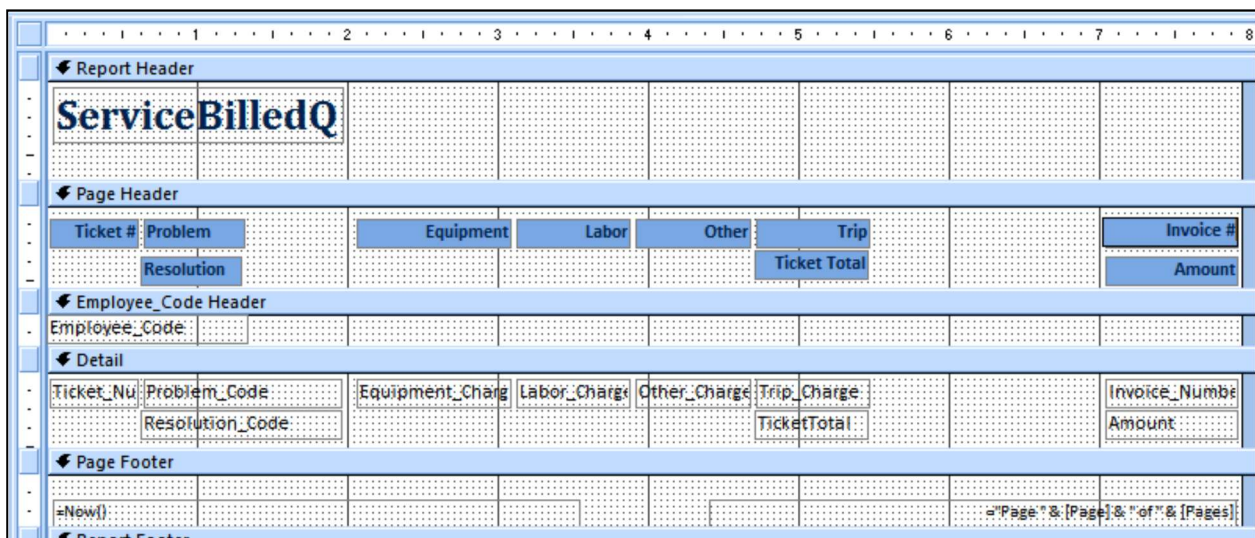 1 2 3 4 5 6 7 8
Report Header
ServiceBilledQ
Page Header
Ticket # Problem Equipment Labor Other Trip Invoice #
Resolution Ticket Total Amount
Employee_Code Header
Employee_Code
Detail
Ticket_Nu Problem_Code Equipment_Charg Labor_Charge Other_Charge Trip_Charge Invoice_Numbe
Resolution_Code TicketTotal Amount
Page Footer
=Now() ="Page " & [Page] & " of " & [Pages]
Report Footer